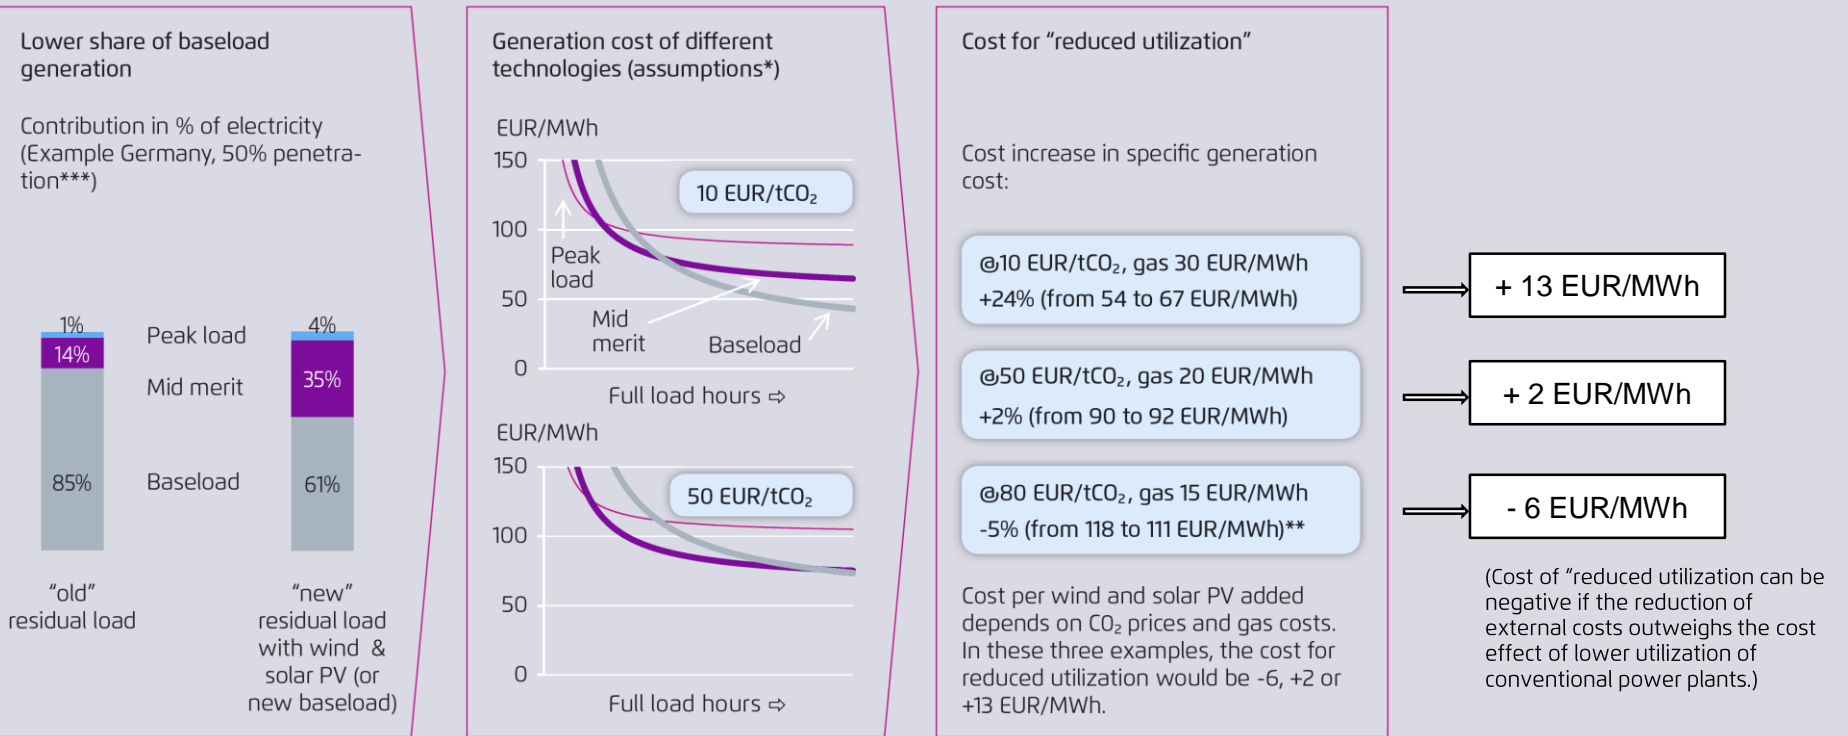 Lower share of baseload
generation
Contribution in % of electricity
(Example Germany, 50% penetra-
tion***)
1%
14%
85%
Peak load
Mid merit
Baseload
4%
35%
61%
“old”
residual load
“new”
residual load
with wind &
solar PV (or
new baseload)
Generation cost of different
technologies (assumptions*)
EUR/MWh
150
100
50
0
10 EUR/tCO₂
Peak
load
Mid
merit
Baseload
Full load hours ⇨
EUR/MWh
150
100
50
0
50 EUR/tCO₂
Full load hours ⇨
Cost for “reduced utilization”
Cost increase in specific generation
cost:
@10 EUR/tCO₂, gas 30 EUR/MWh
+24% (from 54 to 67 EUR/MWh)
@50 EUR/tCO₂, gas 20 EUR/MWh
+2% (from 90 to 92 EUR/MWh)
@80 EUR/tCO₂, gas 15 EUR/MWh
-5% (from 118 to 111 EUR/MWh)**
Cost per wind and solar PV added
depends on CO₂ prices and gas costs.
In these three examples, the cost for
reduced utilization would be -6, +2 or
+13 EUR/MWh.
+ 13 EUR/MWh
+ 2 EUR/MWh
- 6 EUR/MWh
(Cost of “reduced utilization can be
negative if the reduction of
external costs outweighs the cost
effect of lower utilization of
conventional power plants.)